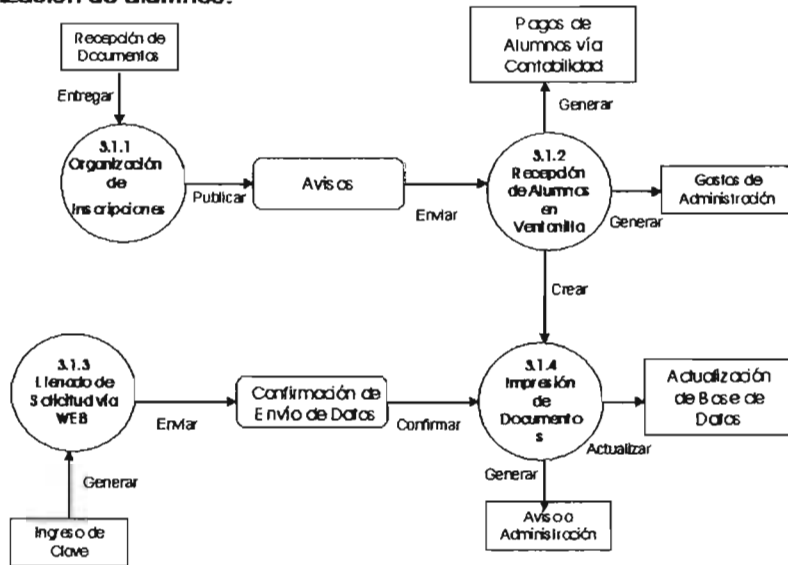 ización de alumnos.
Recepción de
Documentos
Entregar
3.1.1
Organización
de
Inscripciones
Publicar
Avisos
Enviar
Pagos de
Alumnos vía
Contabilidad
Generar
3.1.2
Recepción
de Alumnos
en
Ventanilla
Generar
Gastos de
Administración
Crear
3.1.3
Llenado de
Solicitud vía
WEB
Enviar
Confirmación de
Envío de Datos
Confirmar
3.1.4
Impresión
de
Documento
s
Actualizar
Actualización
de Base de
Datos
Generar
Ingreso de
Clave
Generar
Aviso a
Administración